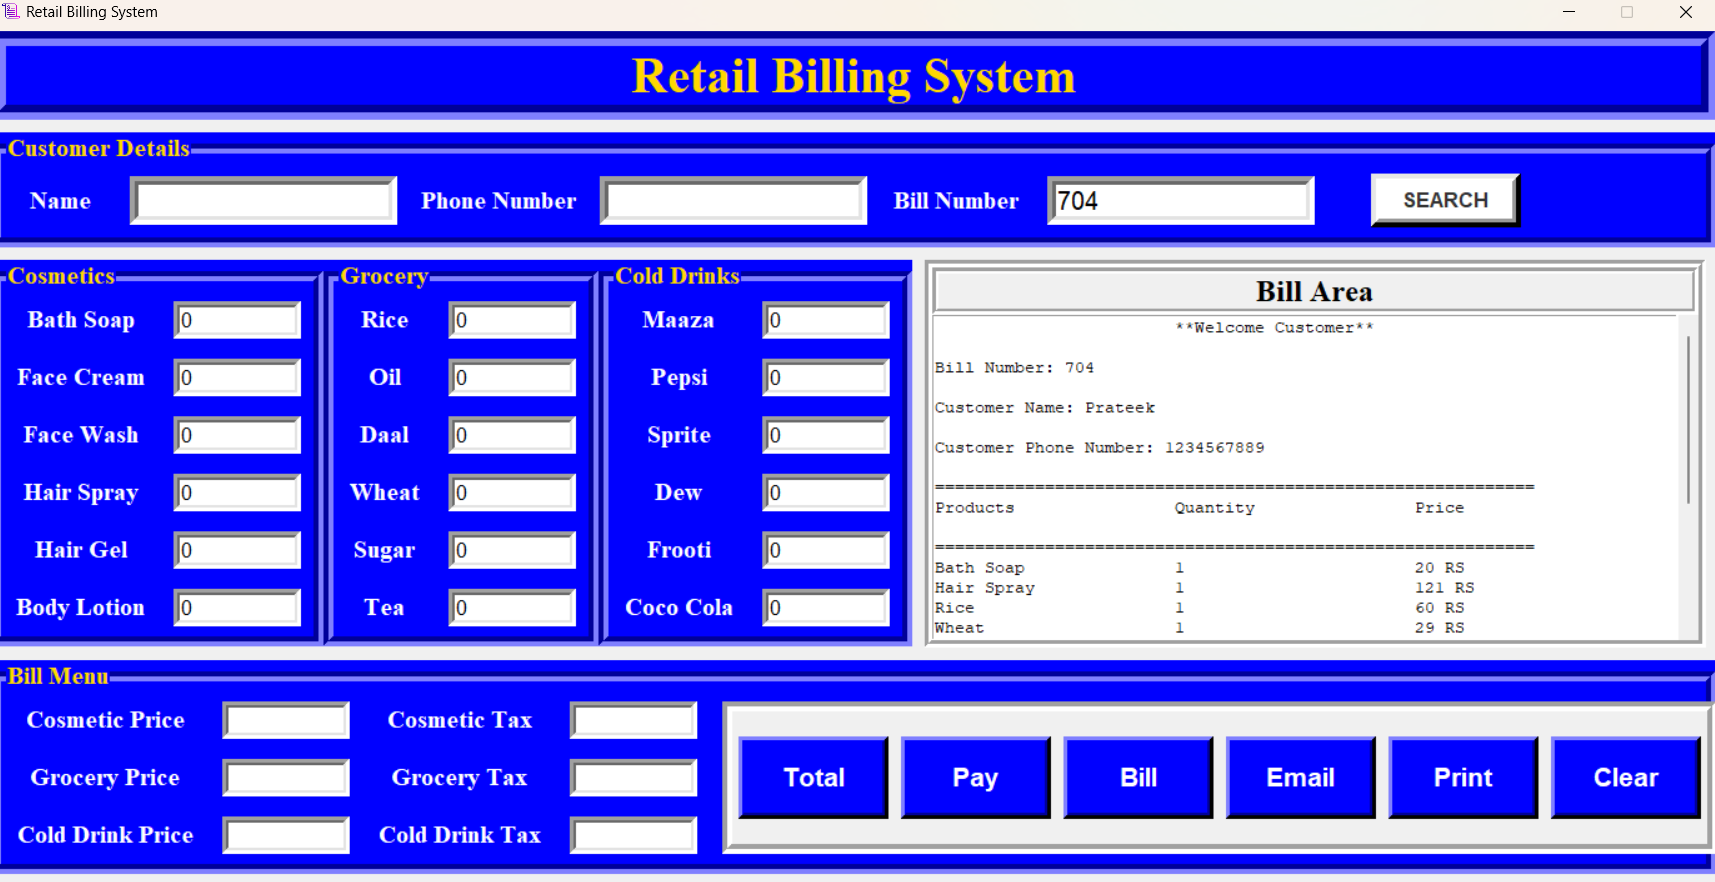 Retail Billing System
Retail Billing System
Customer Details
Name Phone Number Bill Number 704 SEARCH
Cosmetics
Bath Soap 0
Face Cream 0
Face Wash 0
Hair Spray 0
Hair Gel 0
Body Lotion 0
Grocery
Rice 0
Oil 0
Daal 0
Wheat 0
Sugar 0
Tea 0
Cold Drinks
Maaza 0
Pepsi 0
Sprite 0
Dew 0
Frooti 0
Coco Cola 0
Bill Area
**Welcome Customer**
Bill Number: 704
Customer Name: Prateek
Customer Phone Number: 1234567889
============================================================
Products Quantity Price
============================================================
Bath Soap 1 20 RS
Hair Spray 1 121 RS
Rice 1 60 RS
Wheat 1 29 RS
Bill Menu
Cosmetic Price Cosmetic Tax
Grocery Price Grocery Tax
Cold Drink Price Cold Drink Tax
Total Pay Bill Email Print Clear